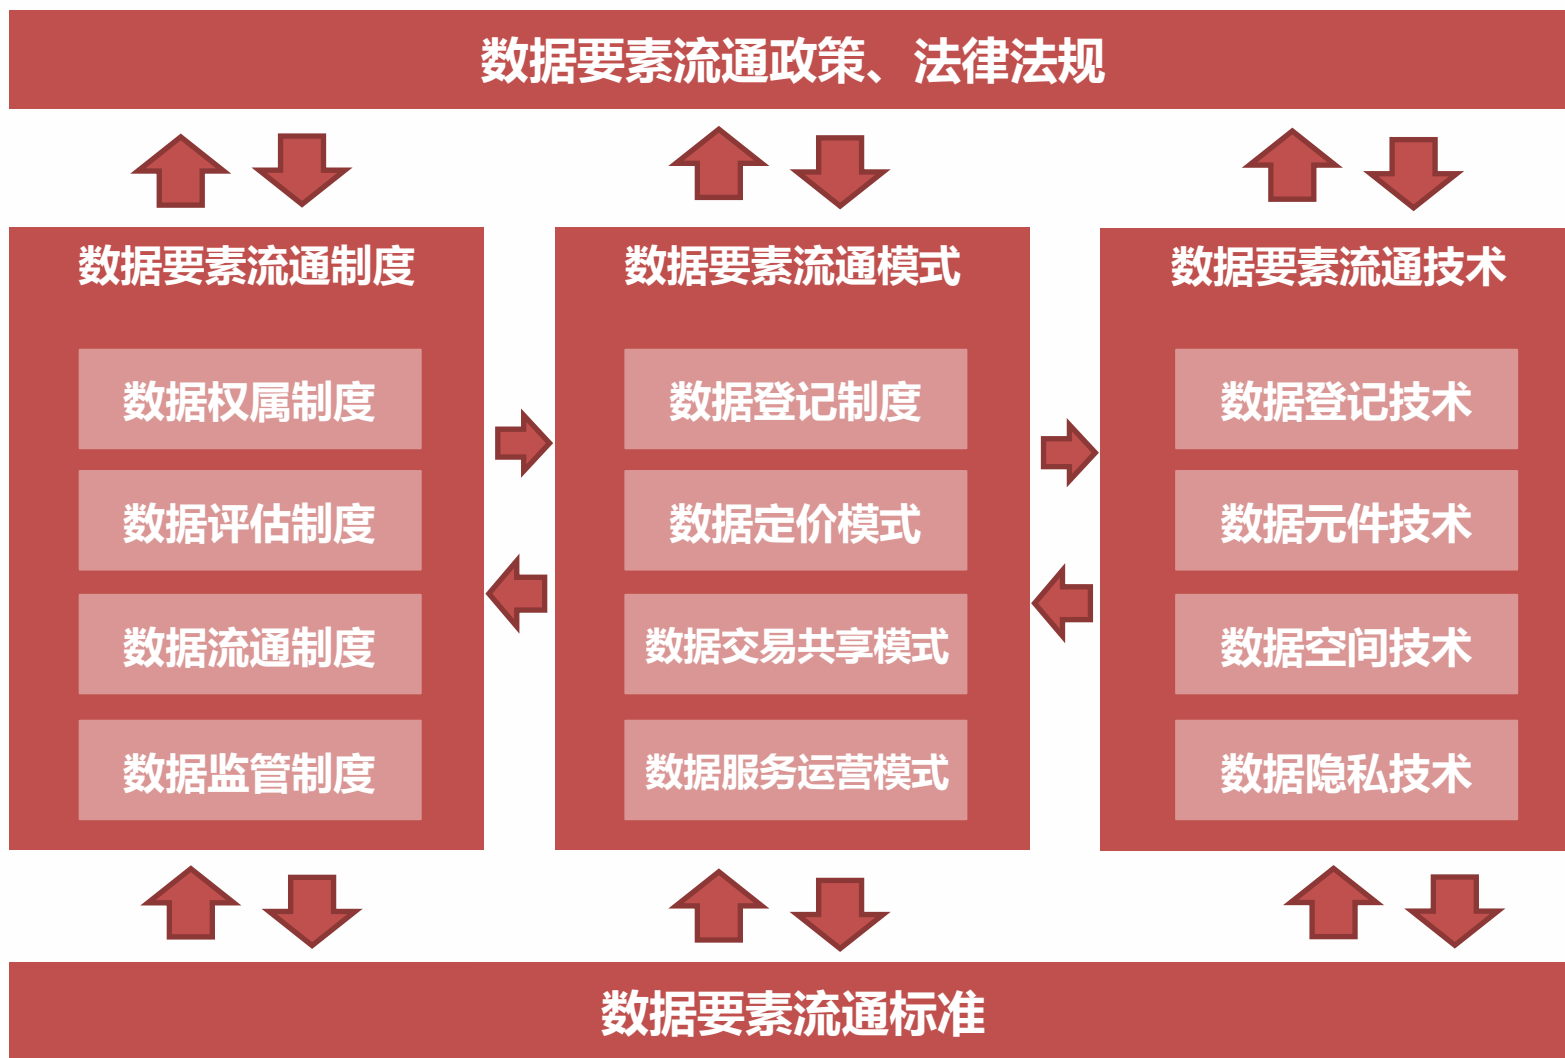 数据要素流通政策、法律法规
数据要素流通制度
数据权属制度
数据评估制度
数据流通制度
数据监管制度
数据要素流通模式
数据登记制度
数据定价模式
数据交易共享模式
数据服务运营模式
数据要素流通技术
数据登记技术
数据元件技术
数据空间技术
数据隐私技术
数据要素流通标准